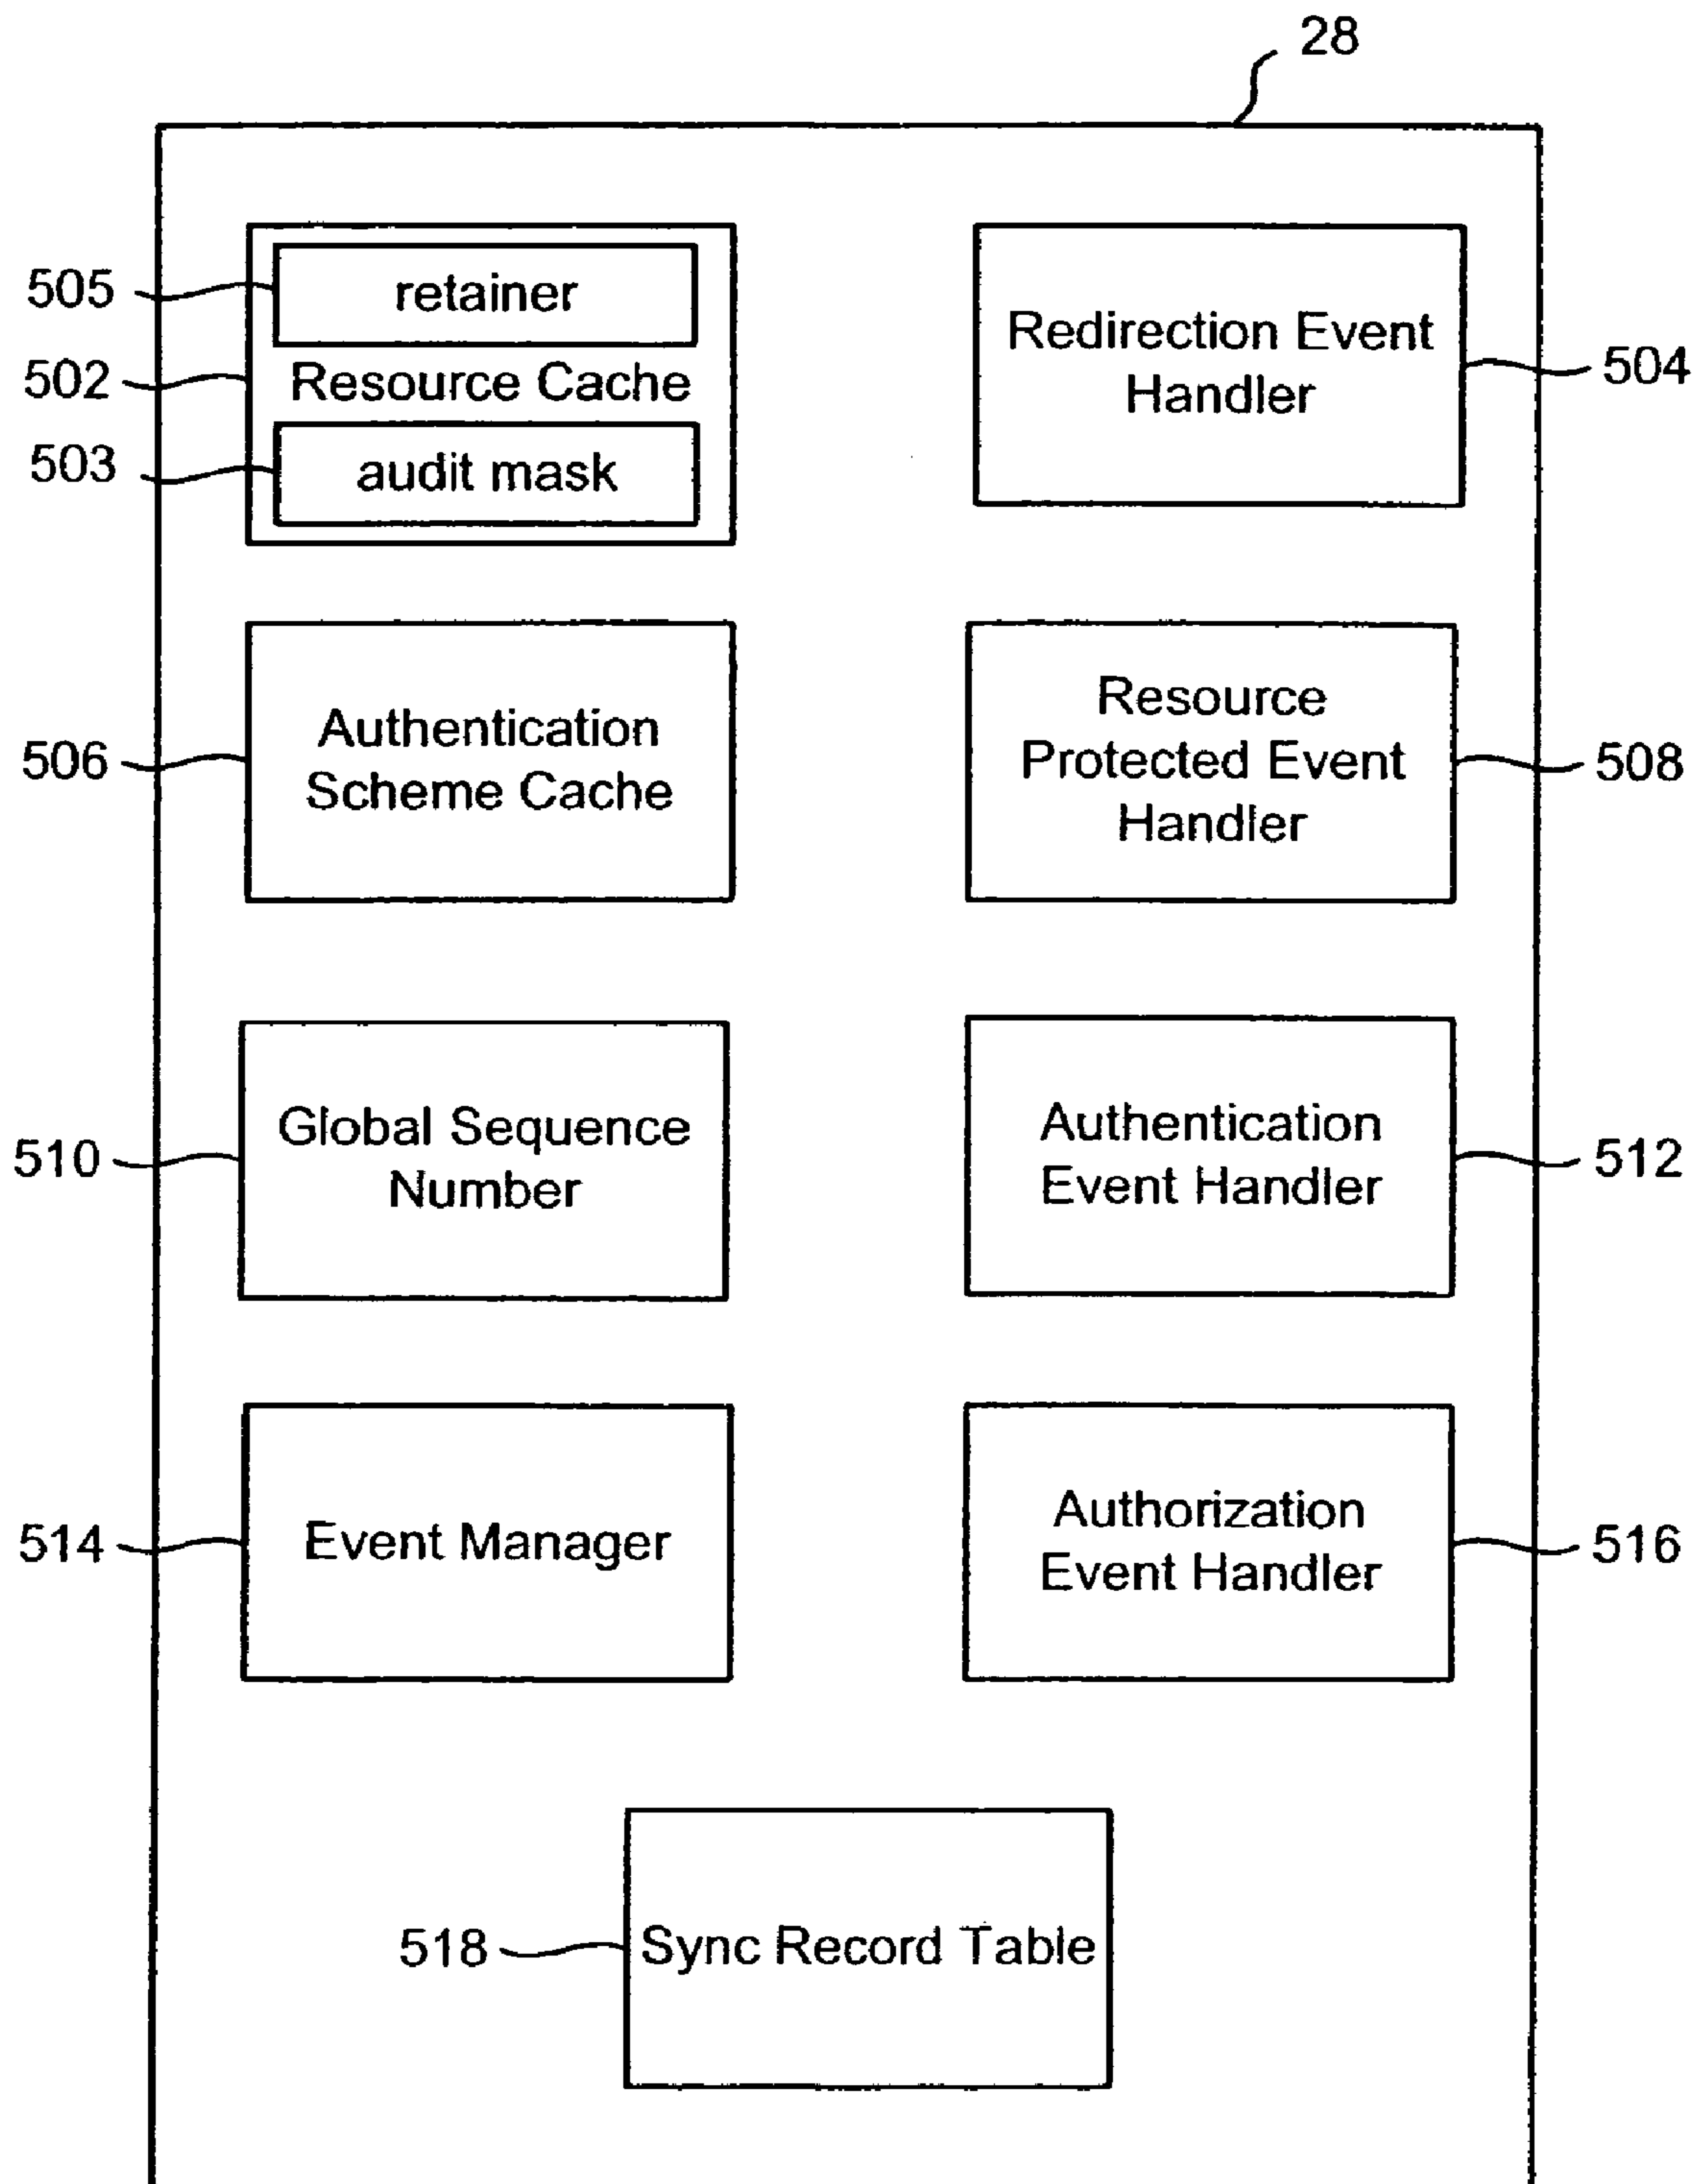 28
505
retainer
502
Resource Cache
503
audit mask
Redirection Event
Handler
504
506
Authentication
Scheme Cache
Resource
Protected Event
Handler
508
510
Global Sequence
Number
Authentication
Event Handler
512
514
Event Manager
Authorization
Event Handler
516
518
Sync Record Table